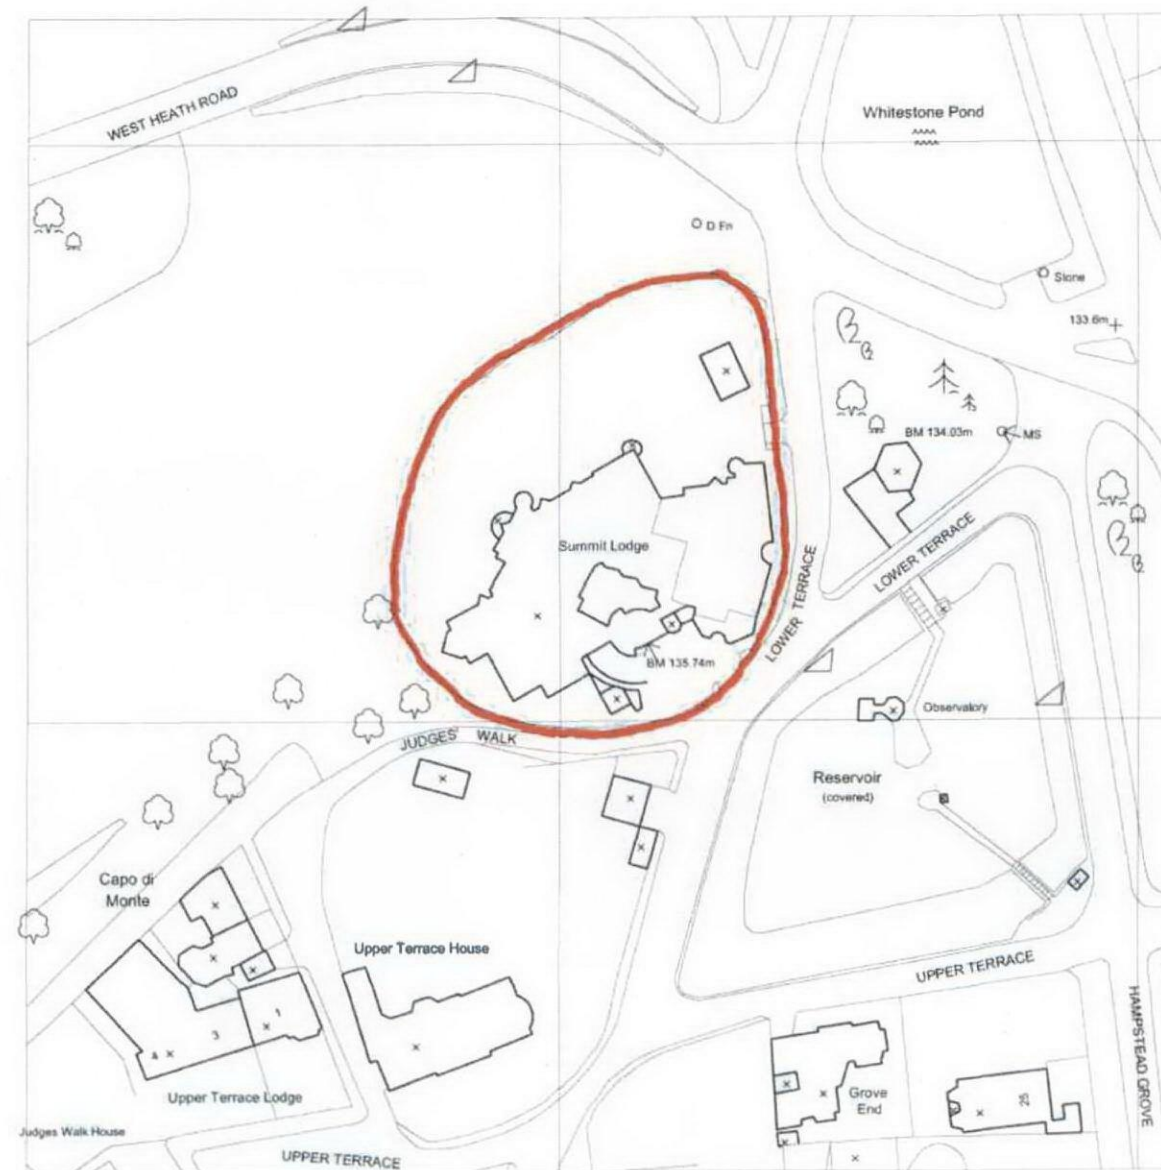 WEST HEATH ROAD
Whitestone Pond
D Fn
Stone
133.6m
BM 134.03m
MS
Summit Lodge
LOWER TERRACE
LOWER TERRACE
BM 135.74m
Observatory
JUDGES' WALK
Reservoir
(covered)
Capo di
Monte
Upper Terrace House
UPPER TERRACE
HAMPSTEAD GROVE
1
3
4
Upper Terrace Lodge
Grove
End
25
Judges Walk House
UPPER TERRACE